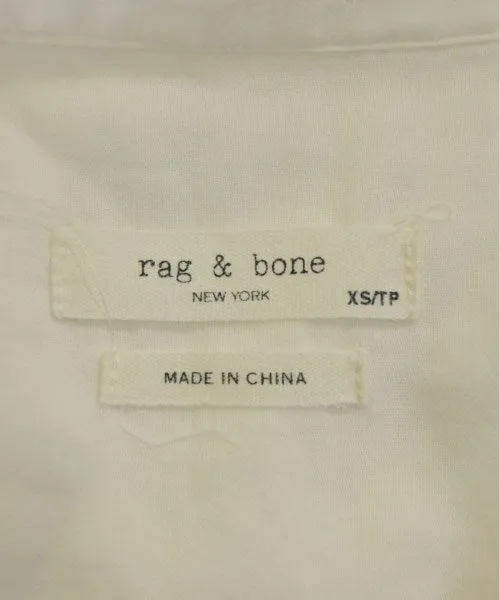 rag & bone
NEW YORK XS/TP
MADE IN CHINA